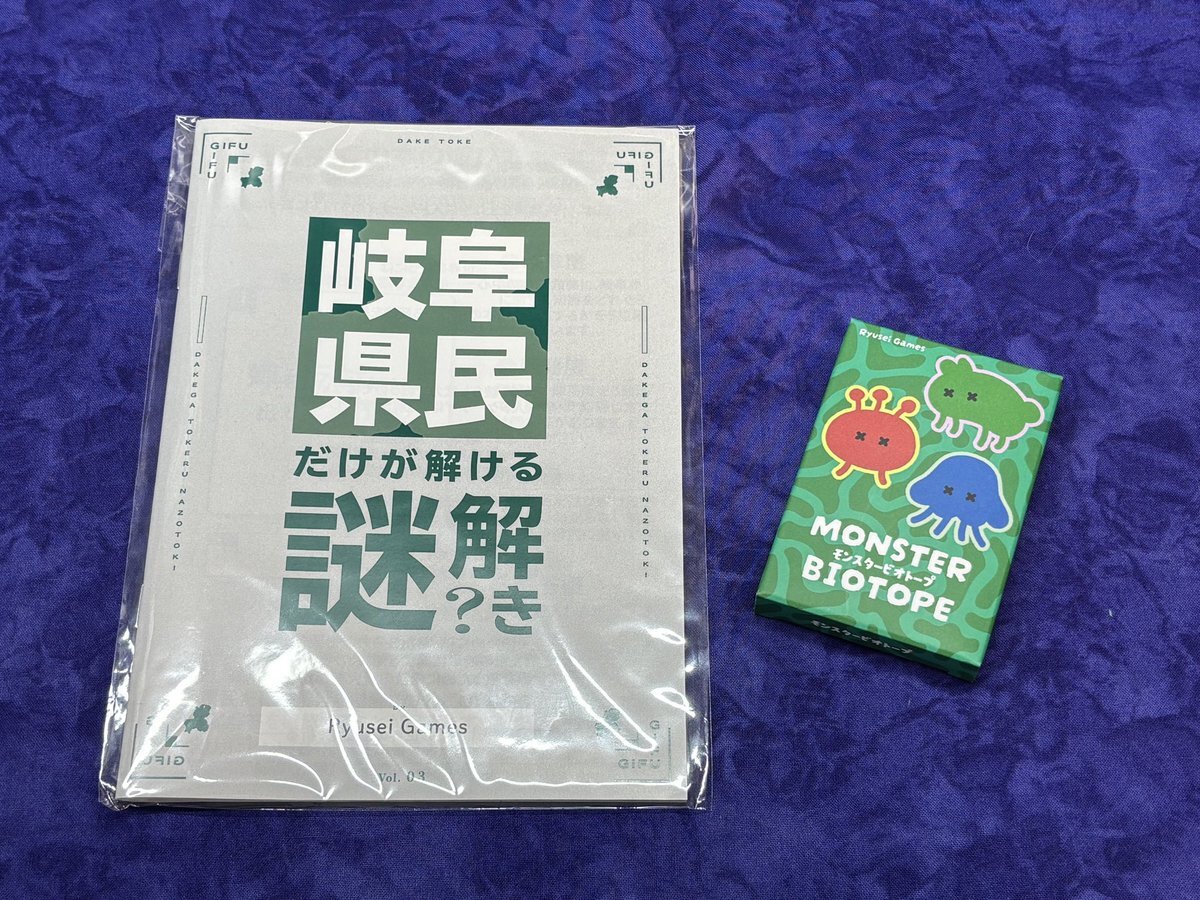 GIFU
GIFU
DAKE TOKE
GIFU
GIFU
岐阜
県民
だけが解ける
謎解
?き
DAKEGA TOKERU NAZOTOKI
DAKEGA TOKERU NAZOTOKI
Ryusei Games
Vol. 03
GIFU
GIFU
Ryusei Games
MONSTER
モンスタービオトープ
BIOTOPE
モンスタービオトープ